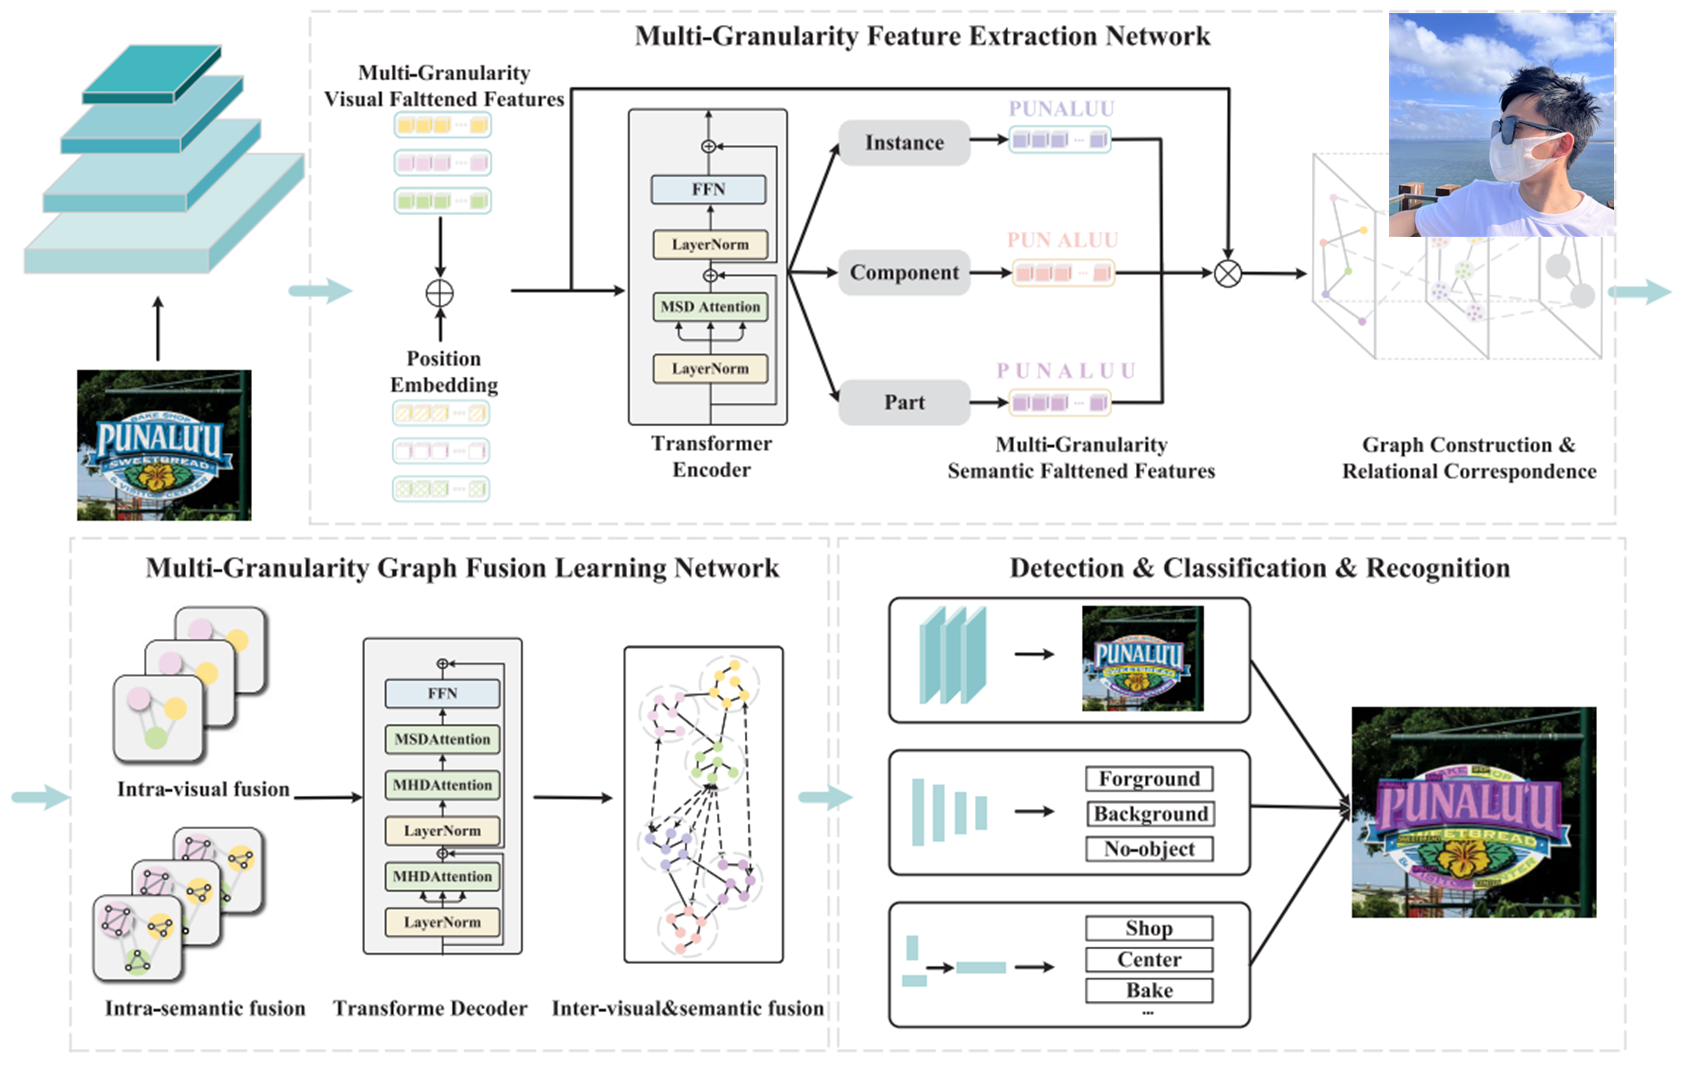 Multi-Granularity Feature Extraction Network
Multi-Granularity
Visual Falttened Features
Position
Embedding
FFN
LayerNorm
MSD Attention
LayerNorm
Transformer
Encoder
Instance
Component
Part
PUNALUU
PUN ALUU
P U N A L U U
Multi-Granularity
Semantic Falttened Features
Graph Construction &
Relational Correspondence
BAKE SHOP
PUNALU'U
SWEETBREAD
& VISITOR CENTER
Multi-Granularity Graph Fusion Learning Network
Intra-visual fusion
Intra-semantic fusion
FFN
MSDAttention
MHDAttention
LayerNorm
MHDAttention
LayerNorm
Transforme Decoder
Inter-visual&semantic fusion
Detection & Classification & Recognition
PUNALU'U
SWEETBREAD
Forground
Background
No-object
Shop
Center
Bake
...
PUNALU'U